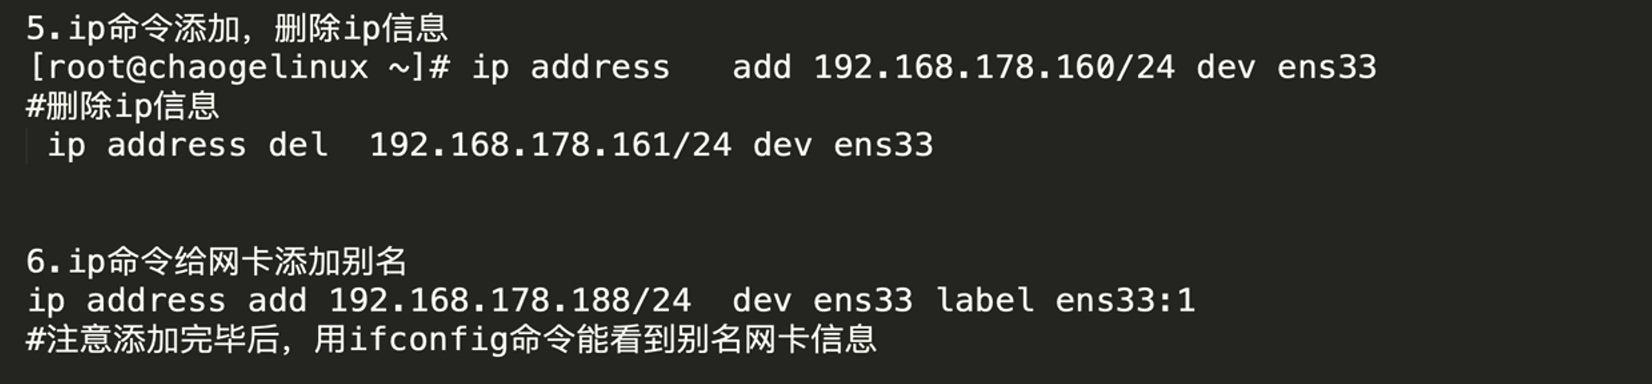 5.ip命令添加，删除ip信息
[root@chaogelinux ~]# ip address   add 192.168.178.160/24 dev ens33
#删除ip信息
 ip address del  192.168.178.161/24 dev ens33
6.ip命令给网卡添加别名
ip address add 192.168.178.188/24  dev ens33 label ens33:1
#注意添加完毕后，用ifconfig命令能看到别名网卡信息